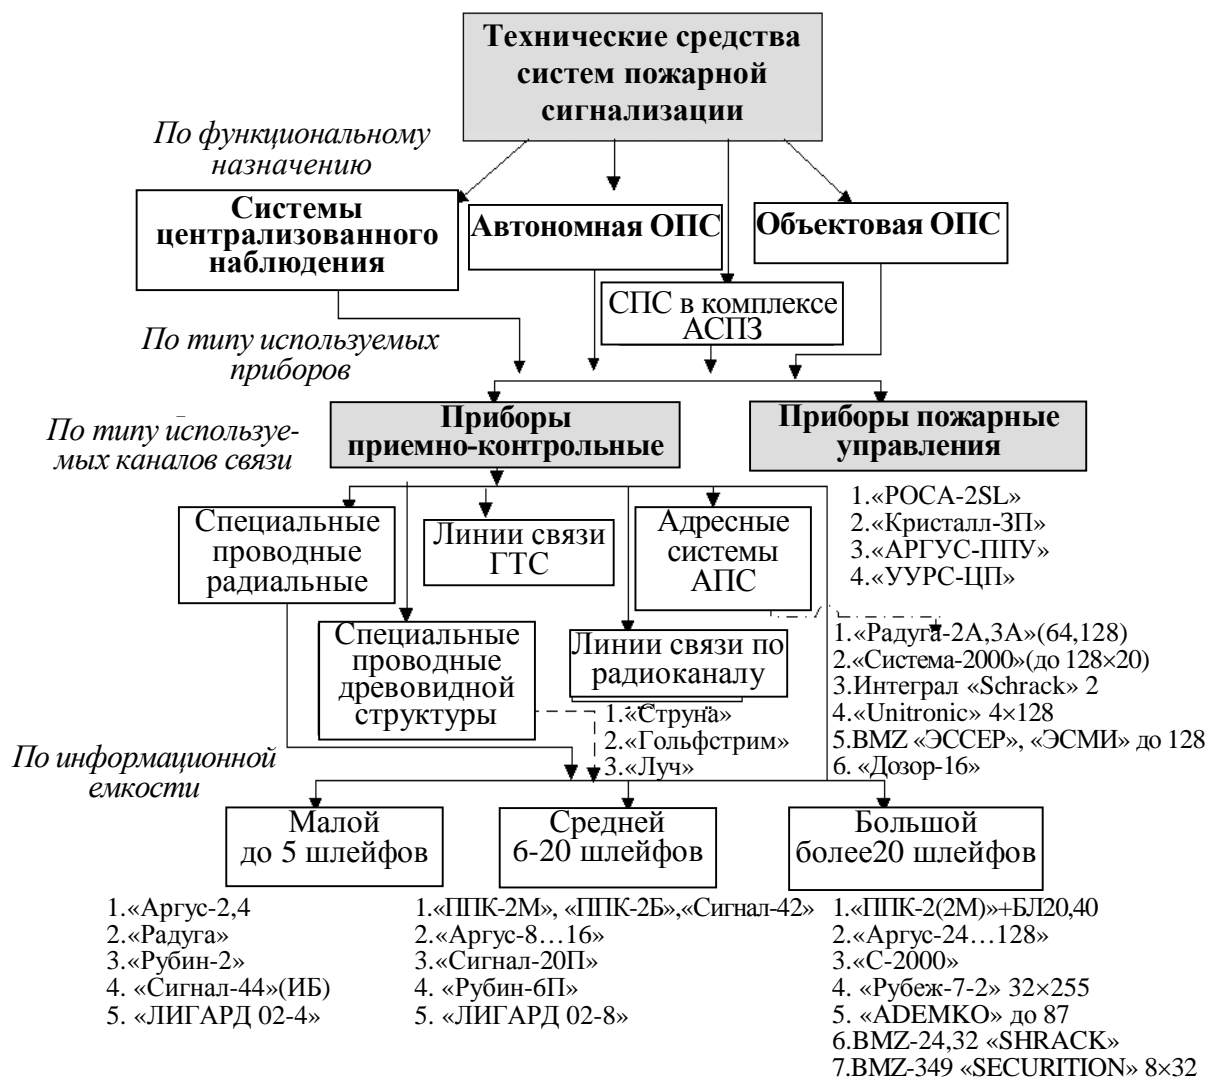 Технические средства
систем пожарной
сигнализации
По функциональному
назначению
Системы
централизованного
наблюдения
Автономная ОПС
Объектовая ОПС
СПС в комплексе
АСПЗ
По типу используемых
приборов
Приборы
приемно-контрольные
Приборы пожарные
управления
По типу используе-
мых каналов связи
1.«РОСА-2SL»
2.«Кристалл-ЗП»
3.«АРГУС-ППУ»
4.«УУРС-ЦП»
Специальные
проводные
радиальные
Линии связи
ГТС
Адресные
системы
АПС
Специальные
проводные
древовидной
структуры
Линии связи по
радиоканалу
1.«Струна»
2.«Гольфстрим»
3.«Луч»
1.«Радуга-2А,3А»(64,128)
2.«Система-2000»(до 128×20)
3.Интеграл «Schrack» 2
4.«Unitronic» 4×128
5.BMZ «ЭССЕР», «ЭСМИ» до 128
6. «Дозор-16»
По информационной
емкости
Малой
до 5 шлейфов
Средней
6-20 шлейфов
Большой
более20 шлейфов
1.«Аргус-2,4
2.«Радуга»
3.«Рубин-2»
4. «Сигнал-44»(ИБ)
5. «ЛИГАРД 02-4»
1.«ППК-2М», «ППК-2Б»,«Сигнал-42»
2.«Аргус-8…16»
3.«Сигнал-20П»
4. «Рубин-6П»
5. «ЛИГАРД 02-8»
1.«ППК-2(2М)»+БЛ20,40
2.«Аргус-24…128»
3.«С-2000»
4. «Рубеж-7-2» 32×255
5. «ADEMKO» до 87
6.BMZ-24,32 «SHRACK»
7.BMZ-349 «SECURITION» 8×32